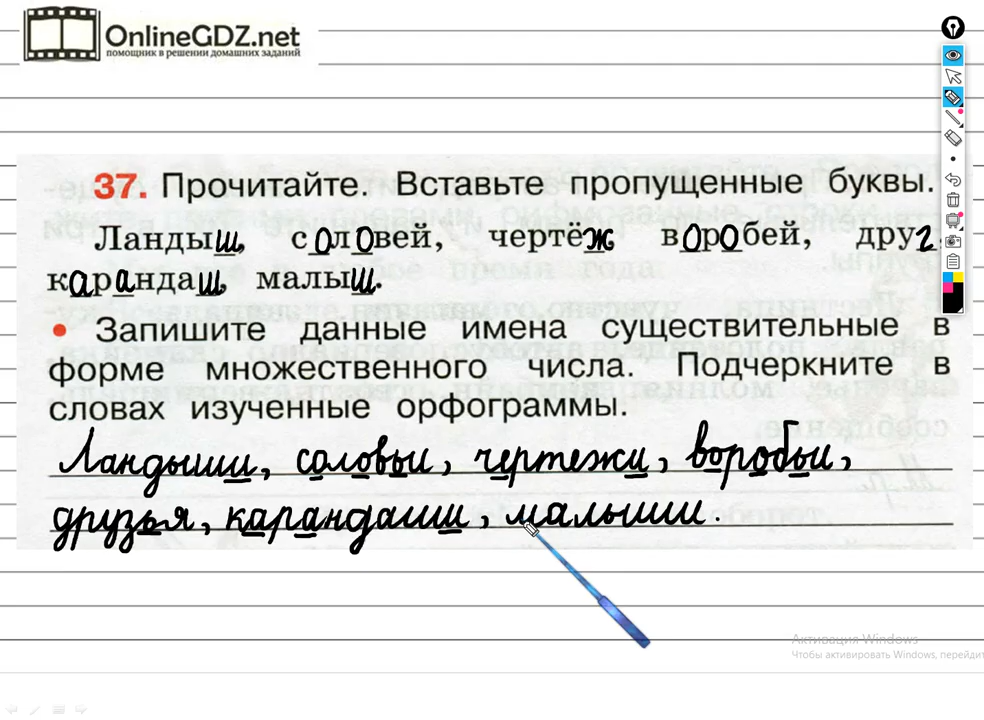 OnlineGDZ.net
помощник в решении домашних заданий
37. Прочитайте. Вставьте пропущенные буквы.
Ландыш, соловей, чертёж, воробей, друг,
карандаш, малыш.
• Запишите данные имена существительные в
форме множественного числа. Подчеркните в
словах изученные орфограммы.
Ландыши, соловьи, чертежи, воробьи,
друзья, карандаши, малыши.
Активация Windows
Чтобы активировать Windows, перейдит